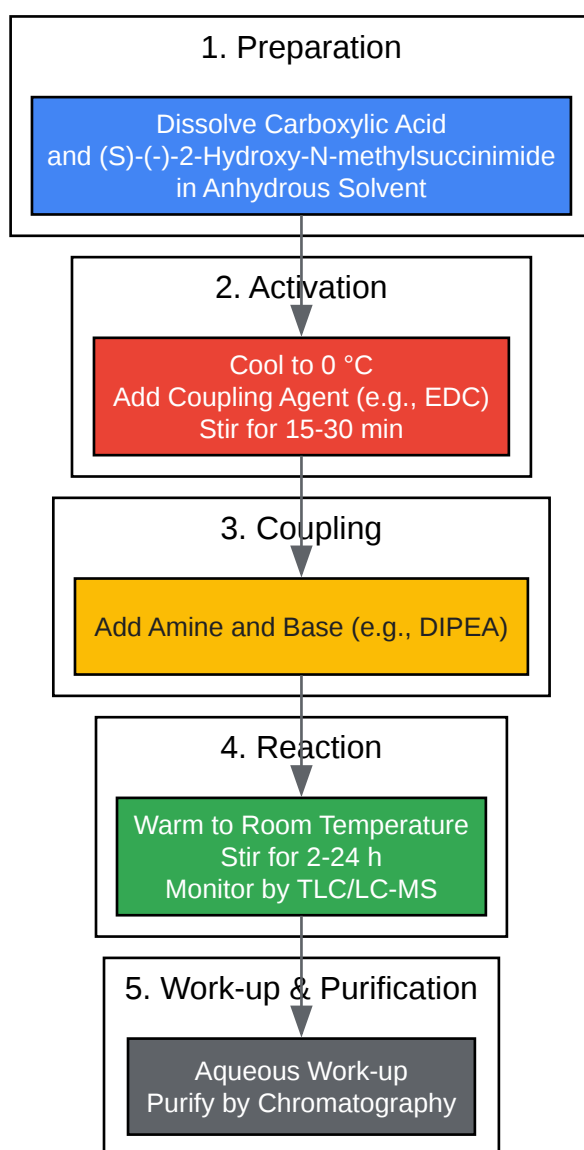 1. Preparation
Dissolve Carboxylic Acid
and (S)-(-)-2-Hydroxy-N-methylsuccinimide
in Anhydrous Solvent
2. Activation
Cool to 0 °C
Add Coupling Agent (e.g., EDC)
Stir for 15-30 min
3. Coupling
Add Amine and Base (e.g., DIPEA)
4. Reaction
Warm to Room Temperature
Stir for 2-24 h
Monitor by TLC/LC-MS
5. Work-up & Purification
Aqueous Work-up
Purify by Chromatography